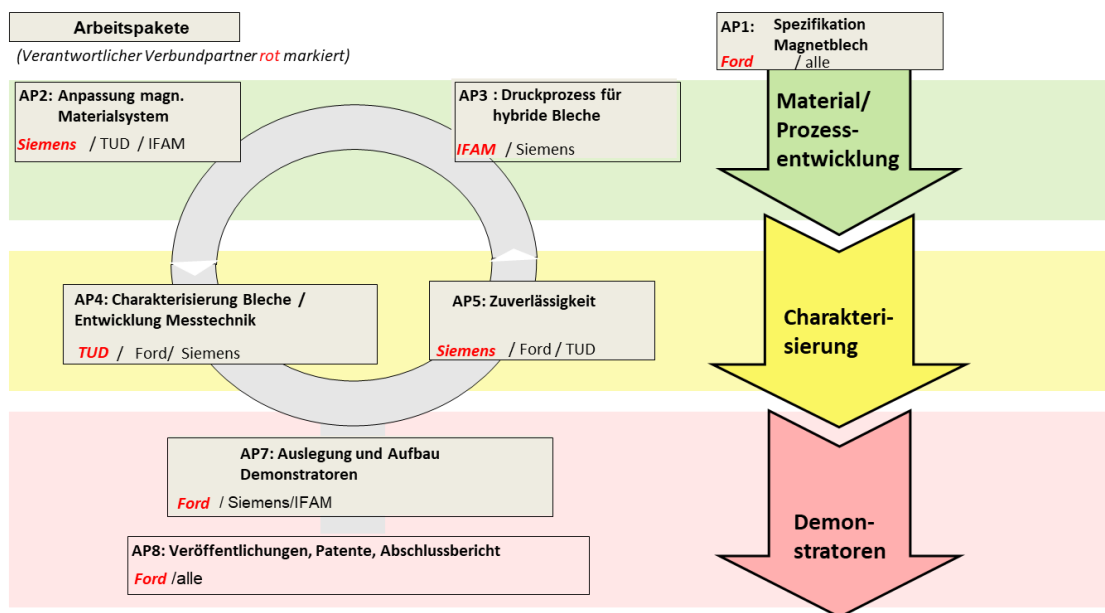 Arbeitspakete
(Verantwortlicher Verbundpartner rot markiert)
AP1: Spezifikation
Magnetblech
Ford / alle
AP2: Anpassung magn.
Materialsystem
Siemens / TUD / IFAM
AP3 : Druckprozess für
hybride Bleche
IFAM / Siemens
Material/
Prozess-
entwicklung
AP4: Charakterisierung Bleche /
Entwicklung Messtechnik
TUD / Ford/ Siemens
AP5: Zuverlässigkeit
Siemens / Ford / TUD
Charakteri-
sierung
AP7: Auslegung und Aufbau
Demonstratoren
Ford / Siemens/IFAM
AP8: Veröffentlichungen, Patente, Abschlussbericht
Ford /alle
Demon-
stratoren